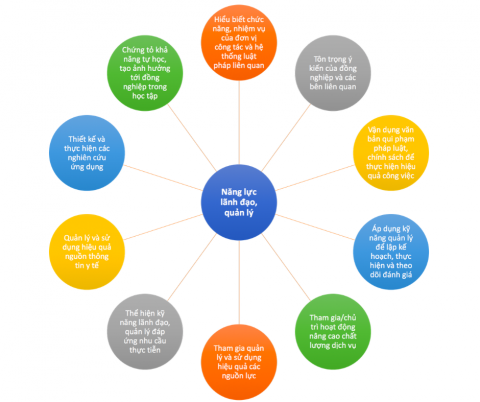 Hiểu biết chức
năng, nhiệm vụ
của đơn vị
công tác và hệ
thống luật
pháp liên quan
Tôn trọng ý
kiến của đồng
nghiệp và các
bên liên quan
Vận dụng văn
bản qui phạm
pháp luật,
chính sách để
thực hiện hiệu
quả công việc
Áp dụng kỹ
năng quản lý
để lập kế
hoạch, thực
hiện và theo
dõi đánh giá
Tham gia/chủ
trì hoạt động
nâng cao chất
lượng dịch vụ
Tham gia quản
lý và sử dụng
hiệu quả các
nguồn lực
Thể hiện kỹ
năng lãnh đạo,
quản lý đáp
ứng nhu cầu
thực tiễn
Quản lý và sử
dụng hiệu quả
nguồn thông
tin y tế
Thiết kế và
thực hiện các
nghiên cứu
ứng dụng
Chứng tỏ khả
năng tự học,
tạo ảnh hưởng
tới đồng
nghiệp trong
học tập
Năng lực
lãnh đạo,
quản lý